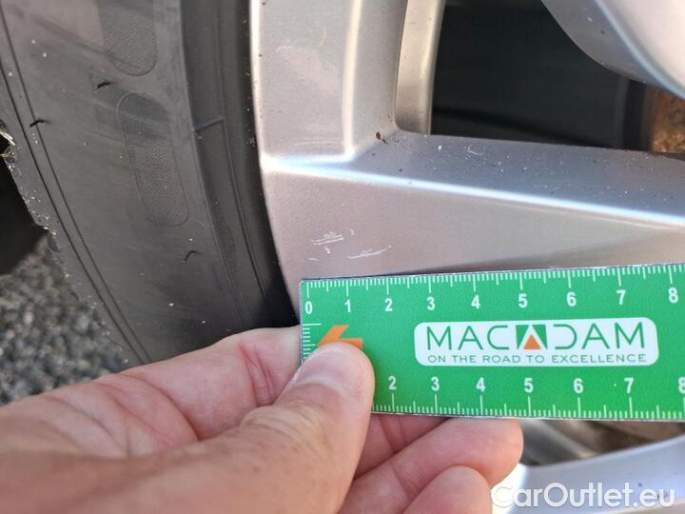 0 1 2 3 4 5 6 7 8
MACADAM
ON THE ROAD TO EXCELLENCE
2 3 4 5 6 7 8
CarOutlet.eu